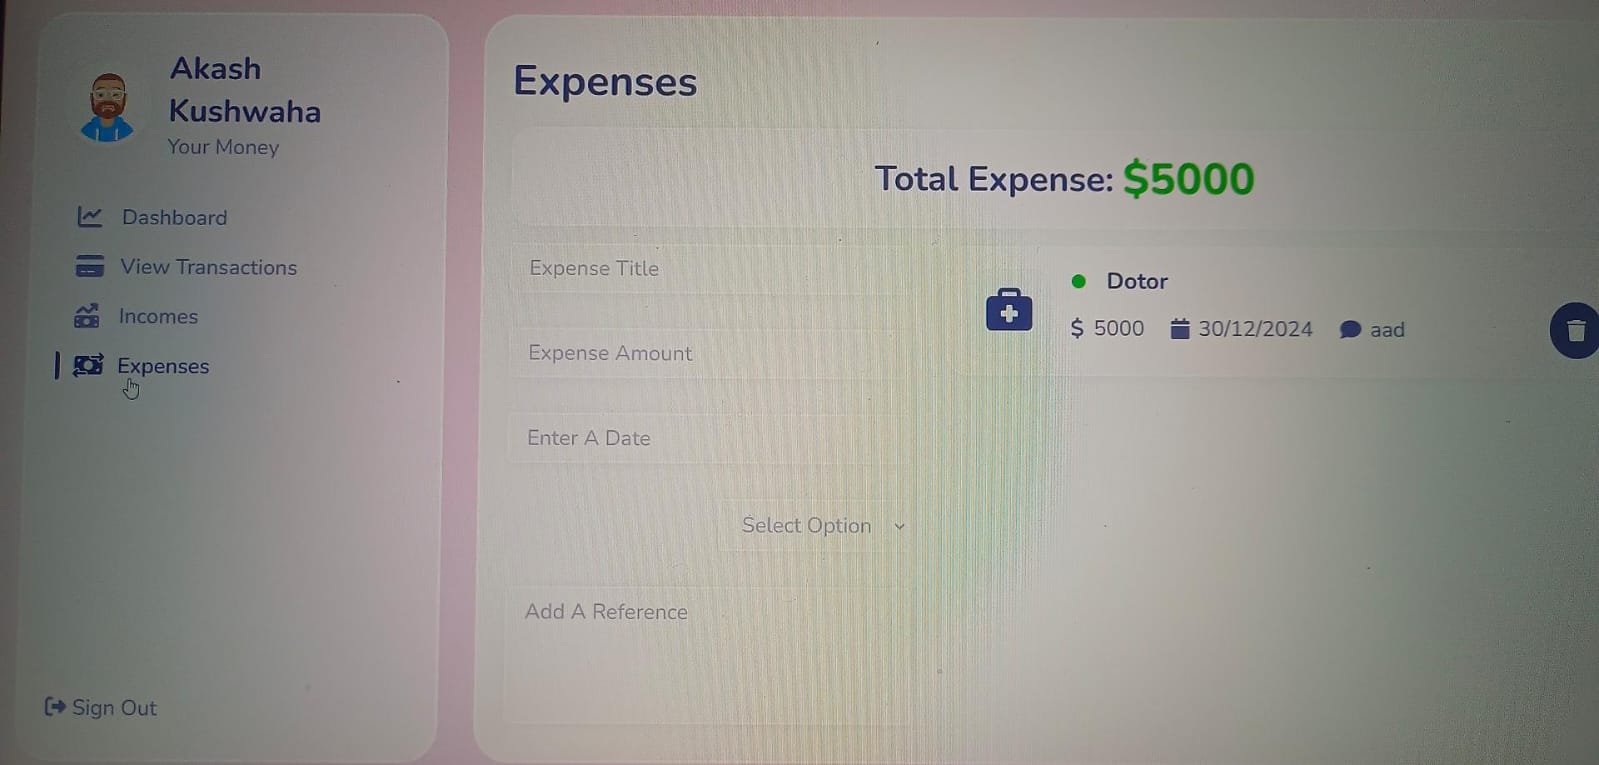 Akash
Kushwaha
Your Money
Dashboard
View Transactions
Incomes
Expenses
Sign Out
Expenses
Total Expense: $5000
Expense Title
Expense Amount
Enter A Date
Select Option
Add A Reference
Dotor
$ 5000 30/12/2024 aad